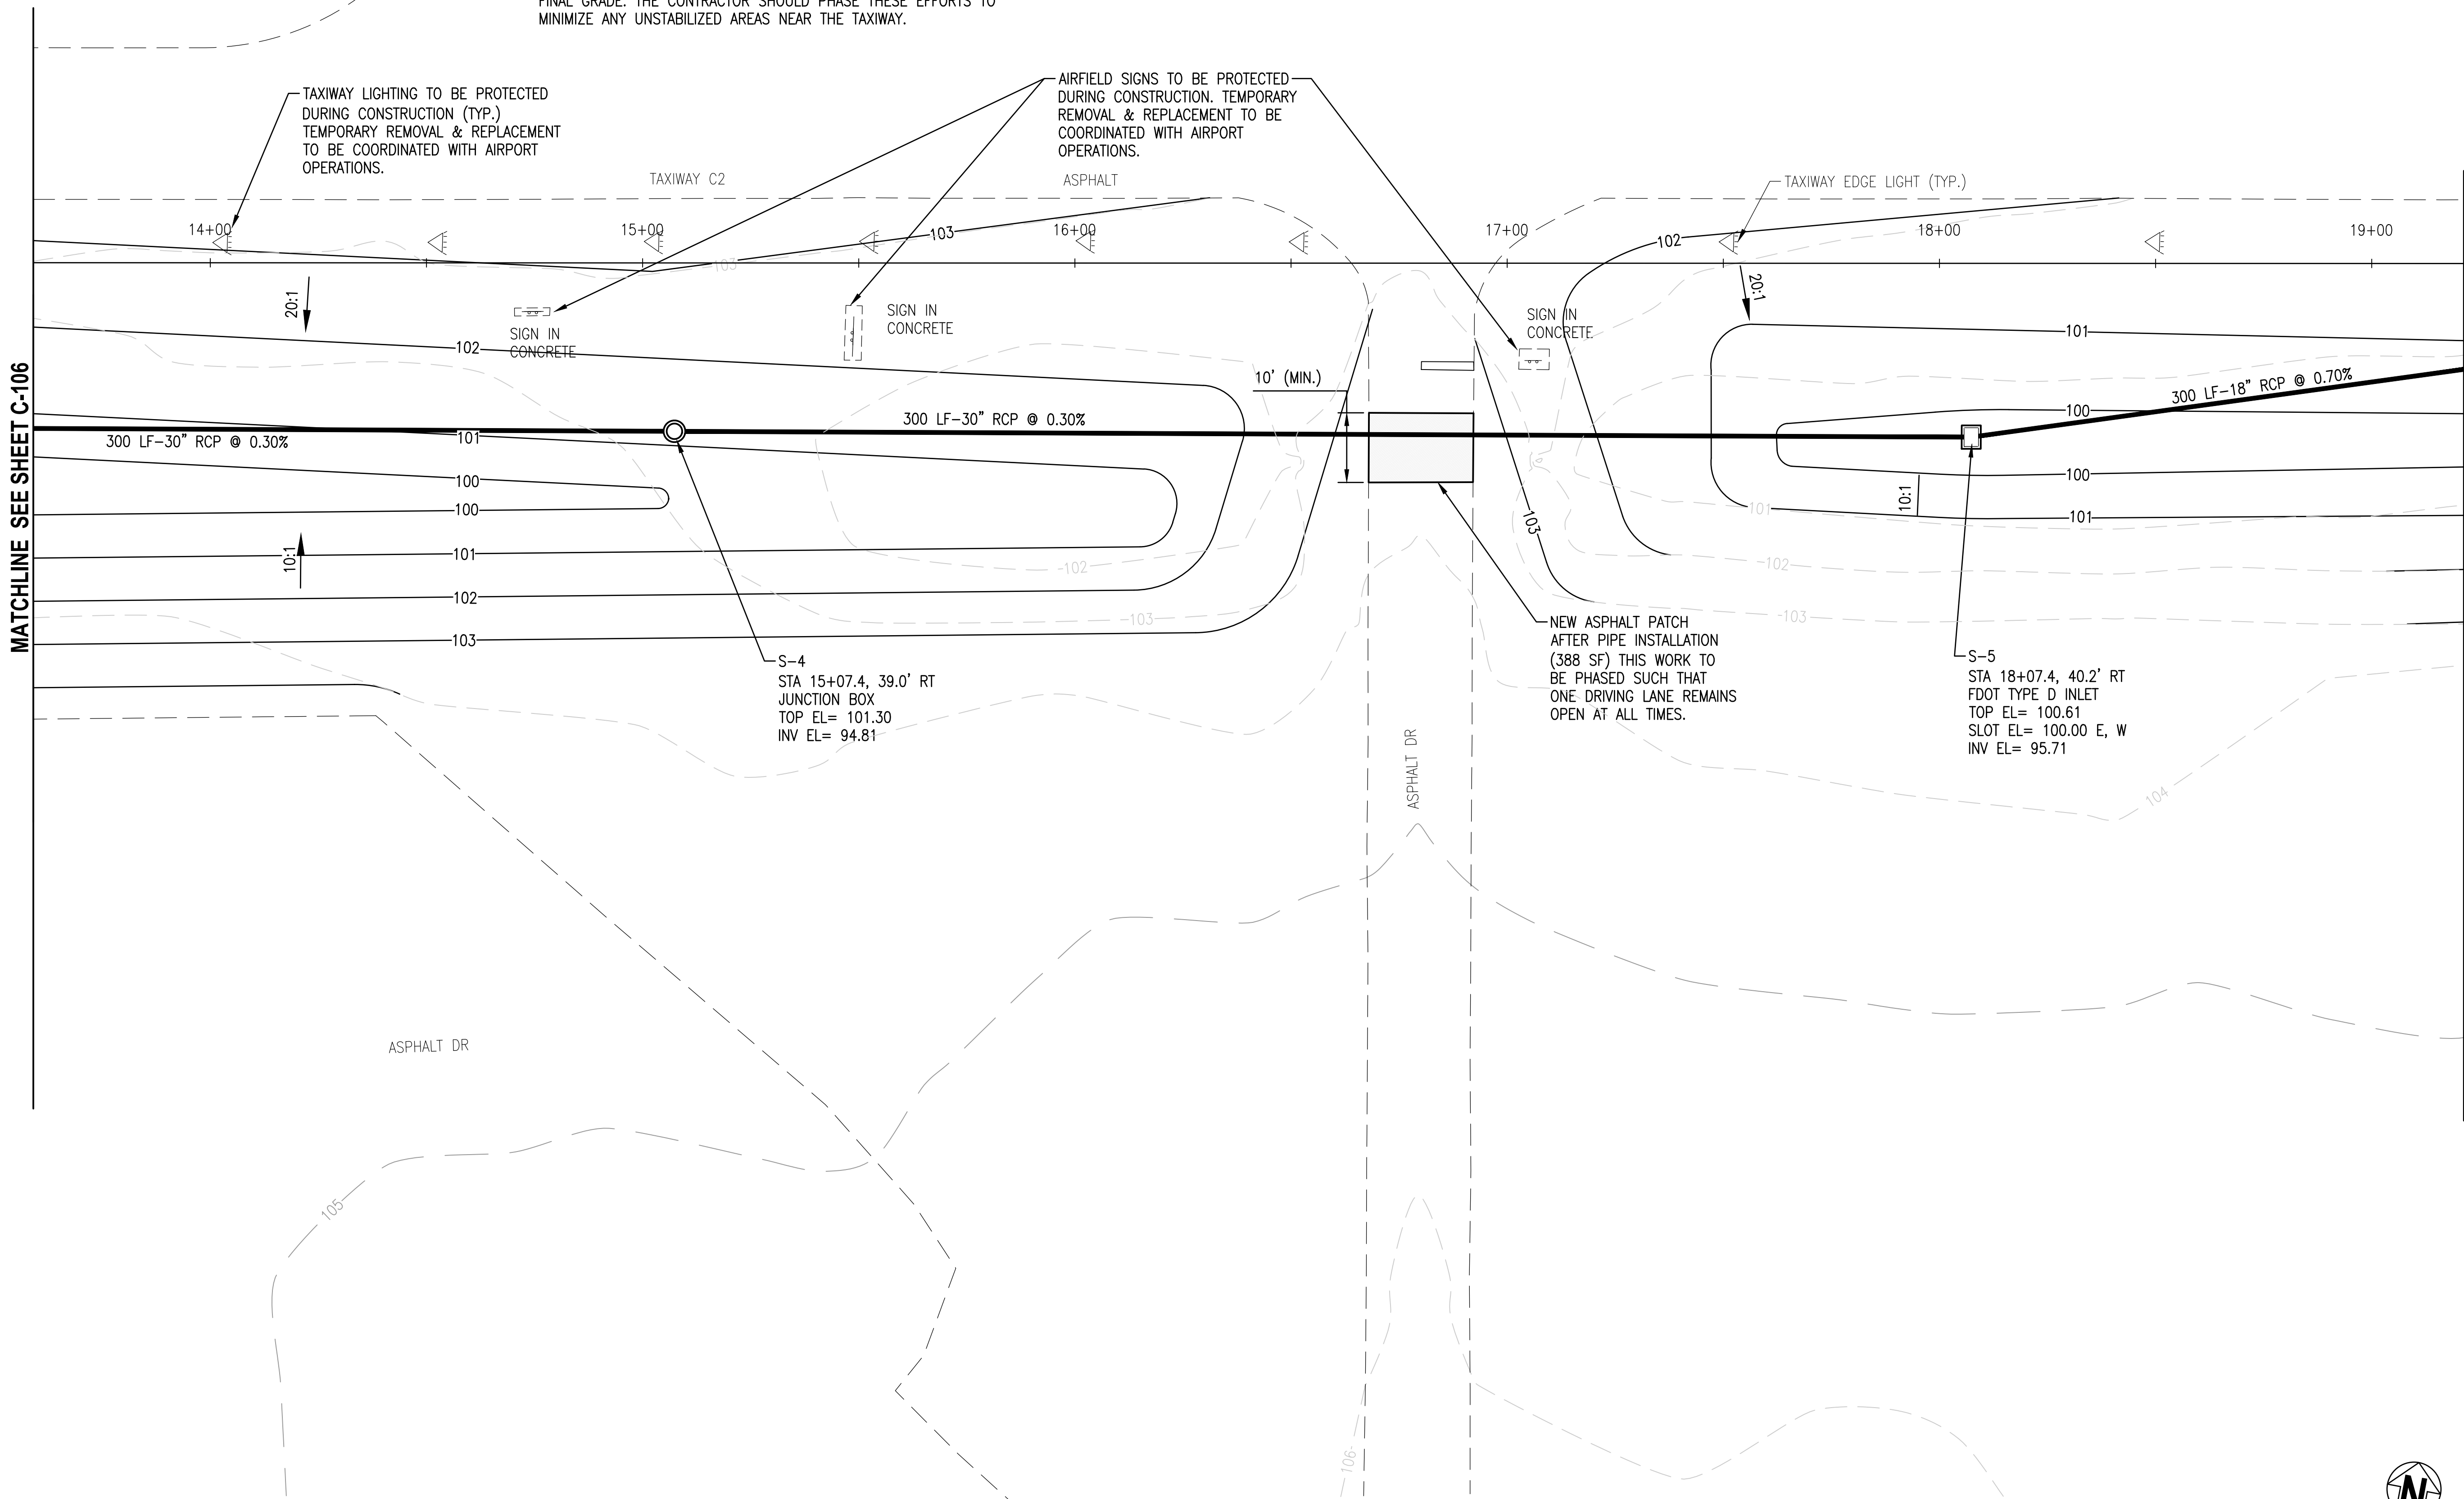 FINAL GRADE. THE CONTRACTOR SHOULD PHASE THESE EFFORTS TO
MINIMIZE ANY UNSTABILIZED AREAS NEAR THE TAXIWAY.
TAXIWAY LIGHTING TO BE PROTECTED
DURING CONSTRUCTION (TYP.)
TEMPORARY REMOVAL & REPLACEMENT
TO BE COORDINATED WITH AIRPORT
OPERATIONS.
AIRFIELD SIGNS TO BE PROTECTED
DURING CONSTRUCTION. TEMPORARY
REMOVAL & REPLACEMENT TO BE
COORDINATED WITH AIRPORT
OPERATIONS.
TAXIWAY C2
ASPHALT
TAXIWAY EDGE LIGHT (TYP.)
14+00
15+00
16+00
17+00
18+00
19+00
103
102
103
20:1
20:1
SIGN IN
CONCRETE
SIGN IN
CONCRETE
SIGN IN
CONCRETE
101
102
10' (MIN.)
MATCHLINE SEE SHEET C-106
300 LF-30" RCP @ 0.30%
300 LF-30" RCP @ 0.30%
300 LF-18" RCP @ 0.70%
101
100
100
100
100
10:1
101
101
103
101
10:1
102
102
102
103
103
103
S-4
STA 15+07.4, 39.0' RT
JUNCTION BOX
TOP EL= 101.30
INV EL= 94.81
NEW ASPHALT PATCH
AFTER PIPE INSTALLATION
(388 SF) THIS WORK TO
BE PHASED SUCH THAT
ONE DRIVING LANE REMAINS
OPEN AT ALL TIMES.
S-5
STA 18+07.4, 40.2' RT
FDOT TYPE D INLET
TOP EL= 100.61
SLOT EL= 100.00 E, W
INV EL= 95.71
ASPHALT DR
104
ASPHALT DR
105
106
N